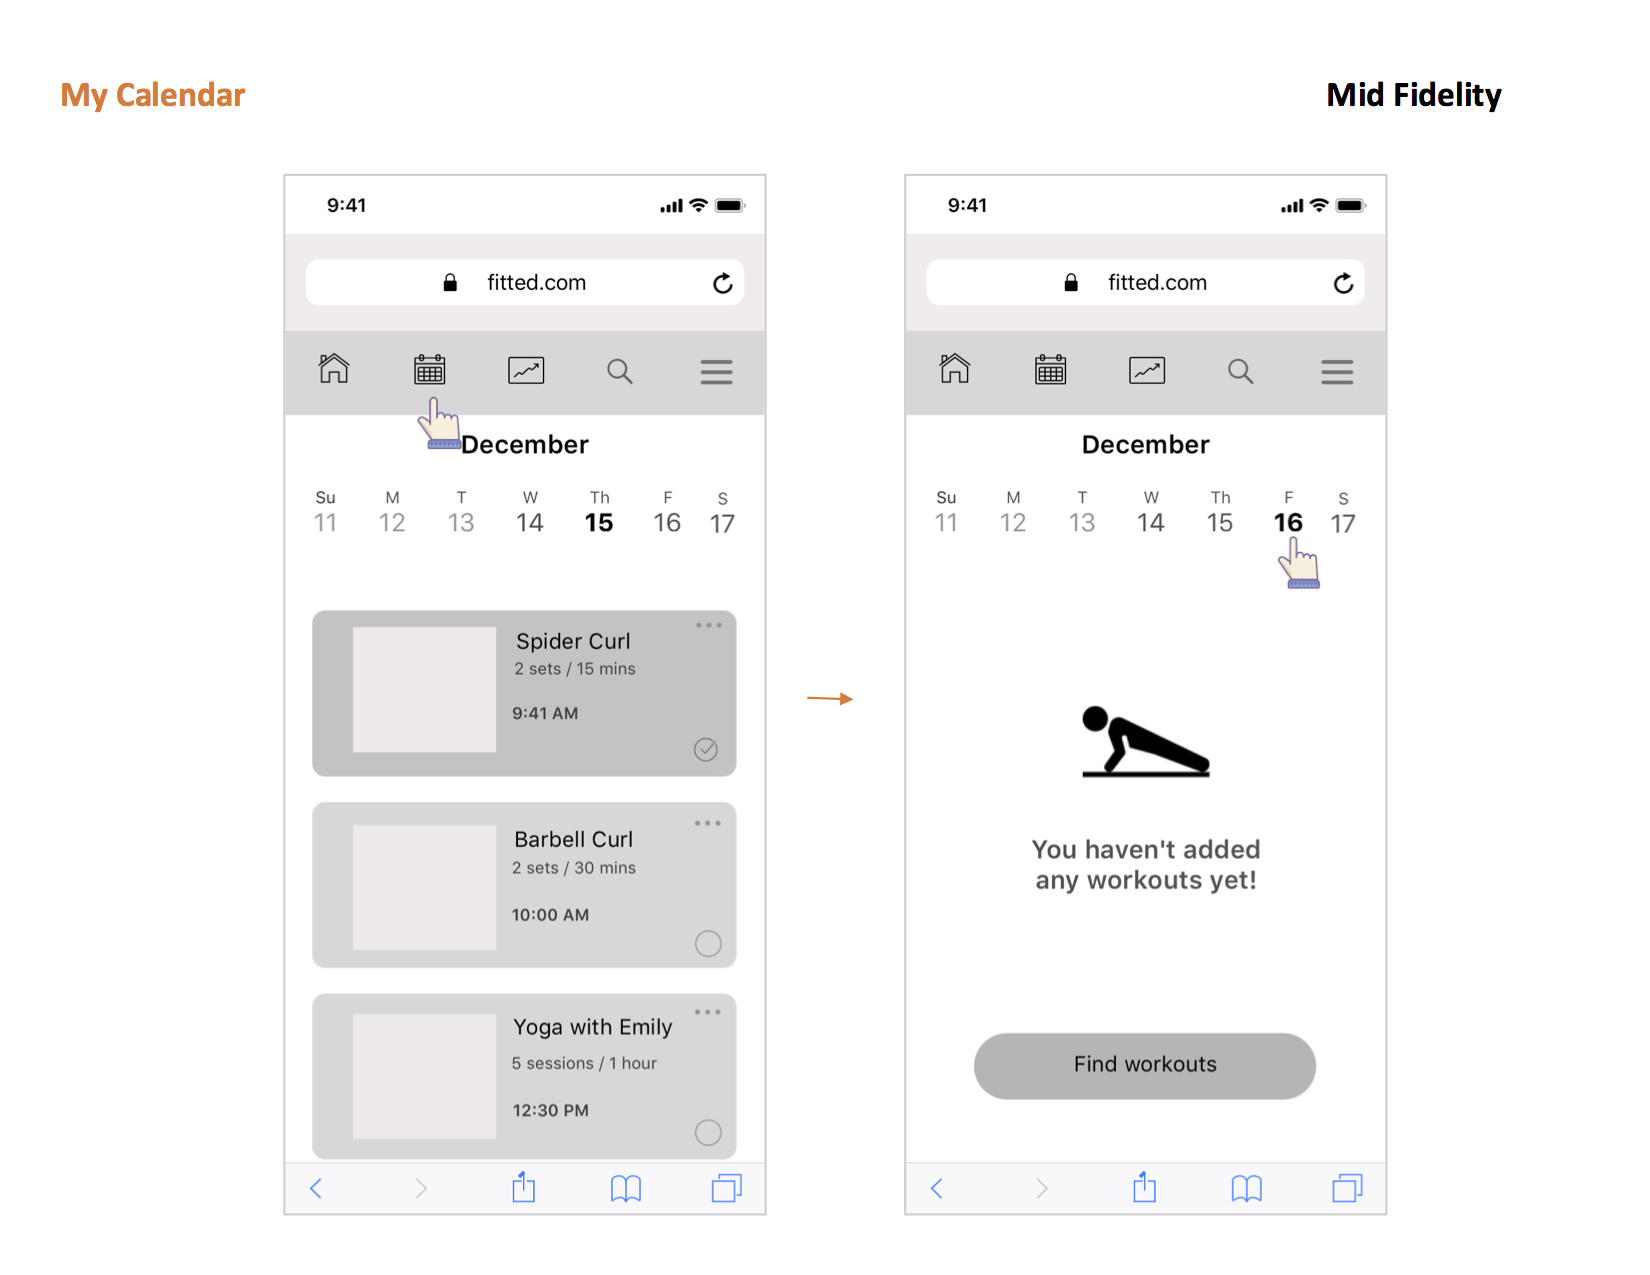 My Calendar
Mid Fidelity
9:41
fitted.com
December
Su M T W Th F S
11 12 13 14 15 16 17
Spider Curl
2 sets / 15 mins
9:41 AM
Barbell Curl
2 sets / 30 mins
10:00 AM
Yoga with Emily
5 sessions / 1 hour
12:30 PM
9:41
fitted.com
December
Su M T W Th F S
11 12 13 14 15 16 17
You haven't added
any workouts yet!
Find workouts